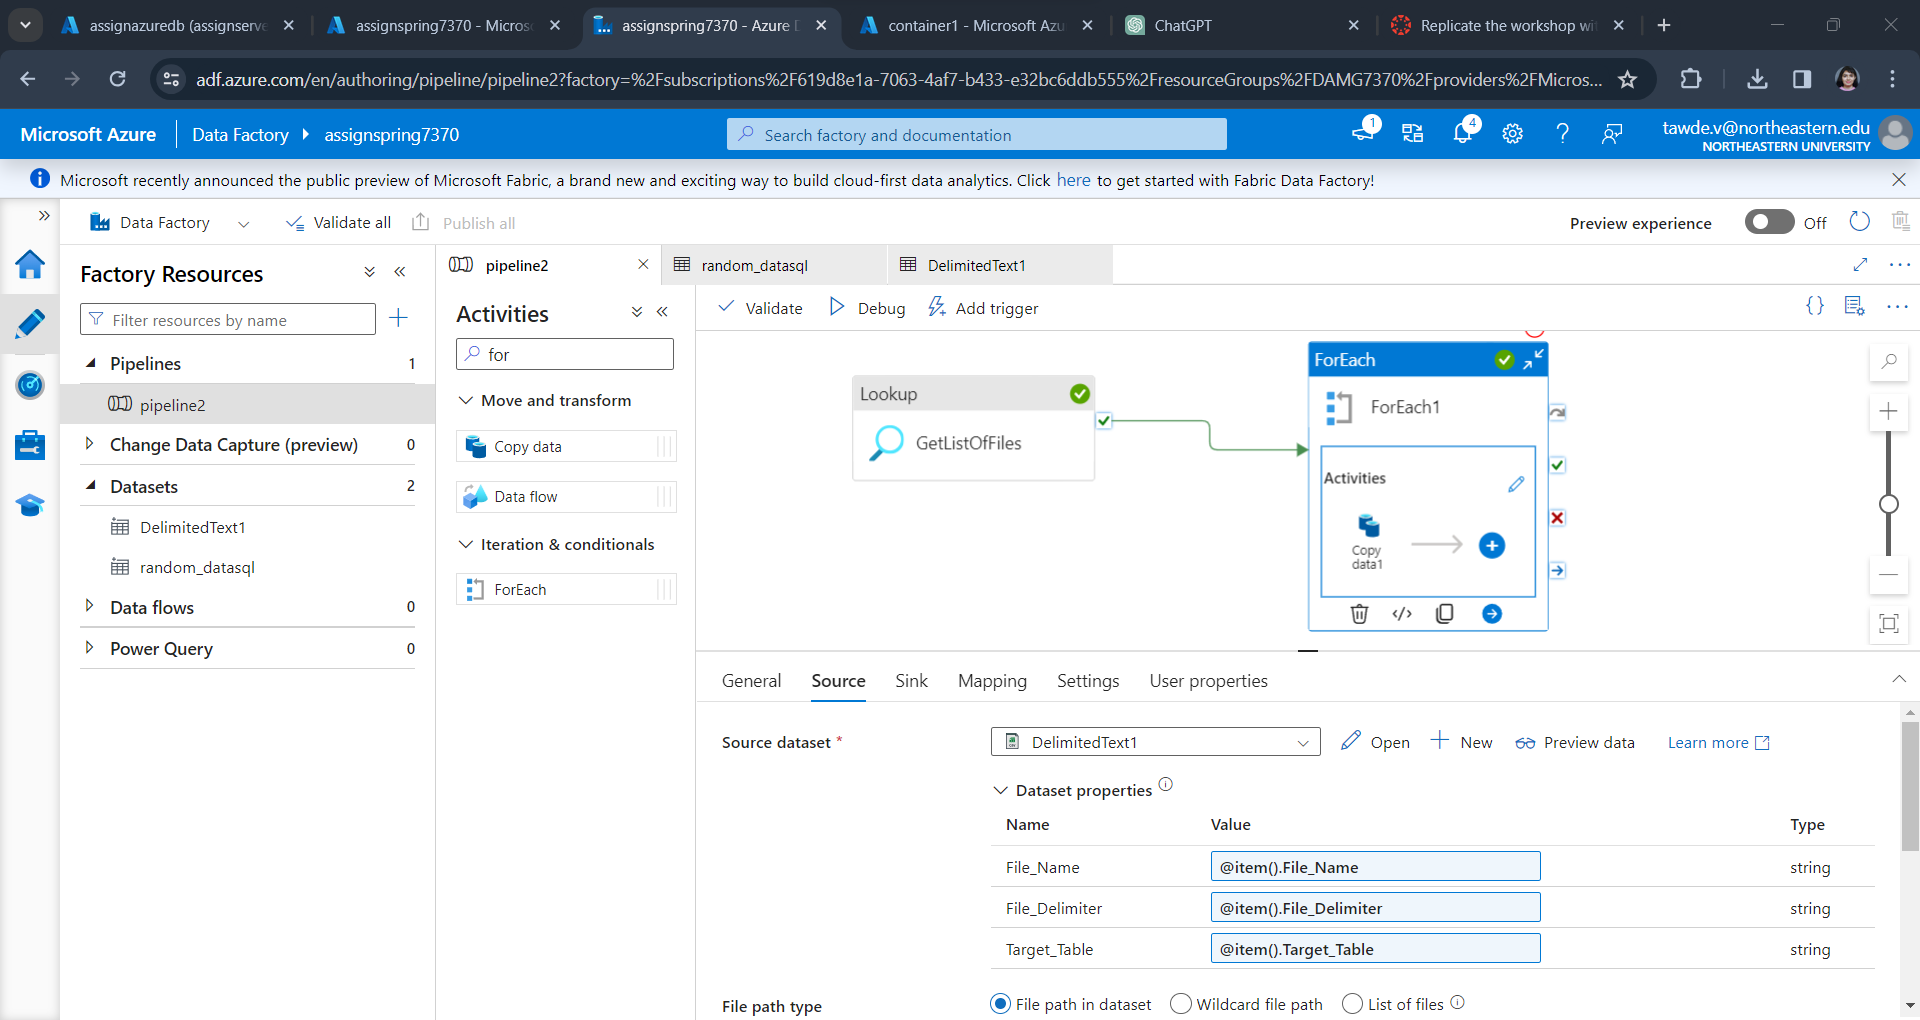 assignazuredb (assignserve
assignspring7370 - Micros
assignspring7370 - Azure D
container1 - Microsoft Azu
ChatGPT
Replicate the workshop wi
adf.azure.com/en/authoring/pipeline/pipeline2?factory=%2Fsubscriptions%2F619d8e1a-7063-4af7-b433-e32bc6ddb555%2FresourceGroups%2FDAMG7370%2Fproviders%2FMicros...
Microsoft Azure
Data Factory
assignspring7370
Search factory and documentation
1
4
tawde.v@northeastern.edu
NORTHEASTERN UNIVERSITY
Microsoft recently announced the public preview of Microsoft Fabric, a brand new and exciting way to build cloud-first data analytics. Click here to get started with Fabric Data Factory!
Data Factory
Validate all
Publish all
Preview experience
Off
Factory Resources
Filter resources by name
Pipelines 1
pipeline2
Change Data Capture (preview) 0
Datasets 2
DelimitedText1
random_datasql
Data flows 0
Power Query 0
pipeline2
random_datasql
DelimitedText1
Activities
for
Move and transform
Copy data
Data flow
Iteration & conditionals
ForEach
Validate
Debug
Add trigger
Lookup
GetListOfFiles
ForEach
ForEach1
Activities
Copy
data1
General
Source
Sink
Mapping
Settings
User properties
Source dataset *
DelimitedText1
Open
New
Preview data
Learn more
Dataset properties
Name Value Type
File_Name @item().File_Name string
File_Delimiter @item().File_Delimiter string
Target_Table @item().Target_Table string
File path type
File path in dataset
Wildcard file path
List of files